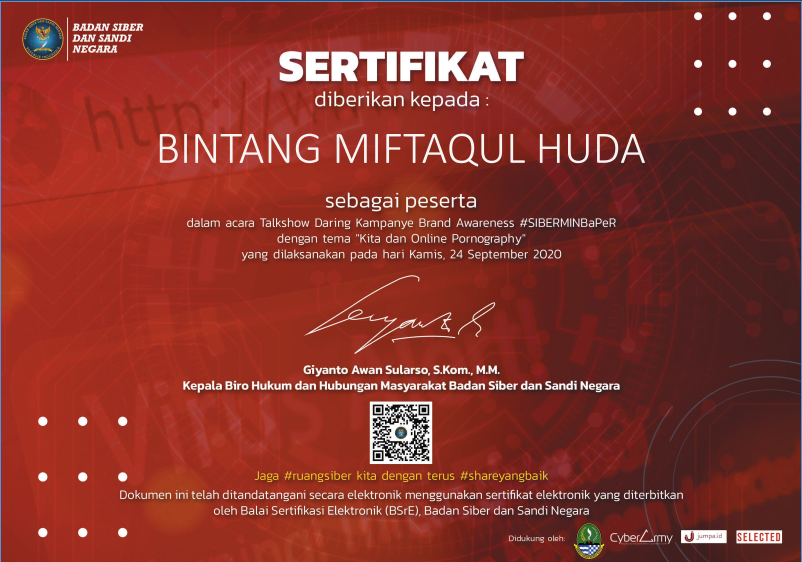 BADAN SIBER
DAN SANDI
NEGARA
SERTIFIKAT
diberikan kepada :
BINTANG MIFTAQUL HUDA
sebagai peserta
dalam acara Talkshow Daring Kampanye Brand Awareness #SIBERMINBaPeR
dengan tema "Kita dan Online Pornography"
yang dilaksanakan pada hari Kamis, 24 September 2020
Giyanto Awan Sularso, S.Kom., M.M.
Kepala Biro Hukum dan Hubungan Masyarakat Badan Siber dan Sandi Negara
Jaga #ruangsiber kita dengan terus #shareyangbaik
Dokumen ini telah ditandatangani secara elektronik menggunakan sertifikat elektronik yang diterbitkan
oleh Balai Sertifikasi Elektronik (BSrE), Badan Siber dan Sandi Negara
Didukung oleh:
CyberArmy
jumpa.id
SELECTED